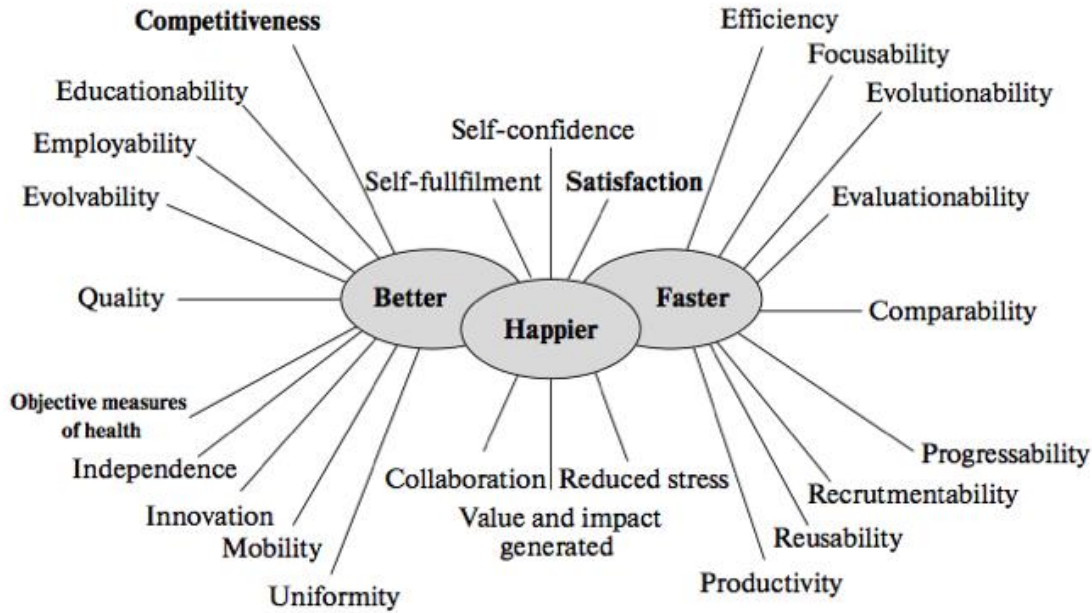 Competitiveness
Efficiency
Focusability
Educationability
Evolutionability
Self-confidence
Employability
Self-fullfilment
Satisfaction
Evolvability
Evaluationability
Quality
Better
Faster
Comparability
Happier
Objective measures
of health
Independence
Collaboration
Reduced stress
Progressability
Recrutmentability
Innovation
Value and impact
generated
Mobility
Reusability
Uniformity
Productivity